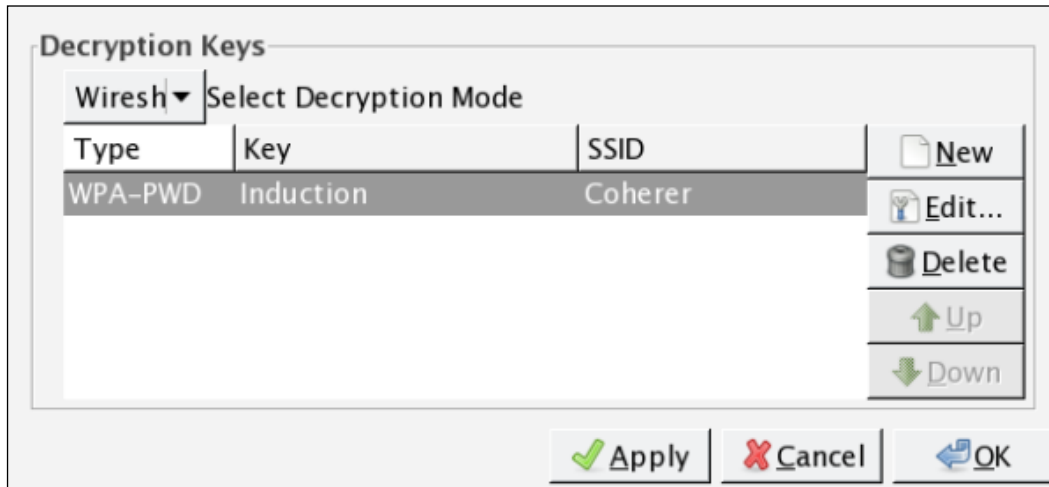 Decryption Keys
Wiresh Select Decryption Mode
Type Key SSID
WPA-PWD Induction Coherer
New
Edit...
Delete
Up
Down
Apply Cancel OK